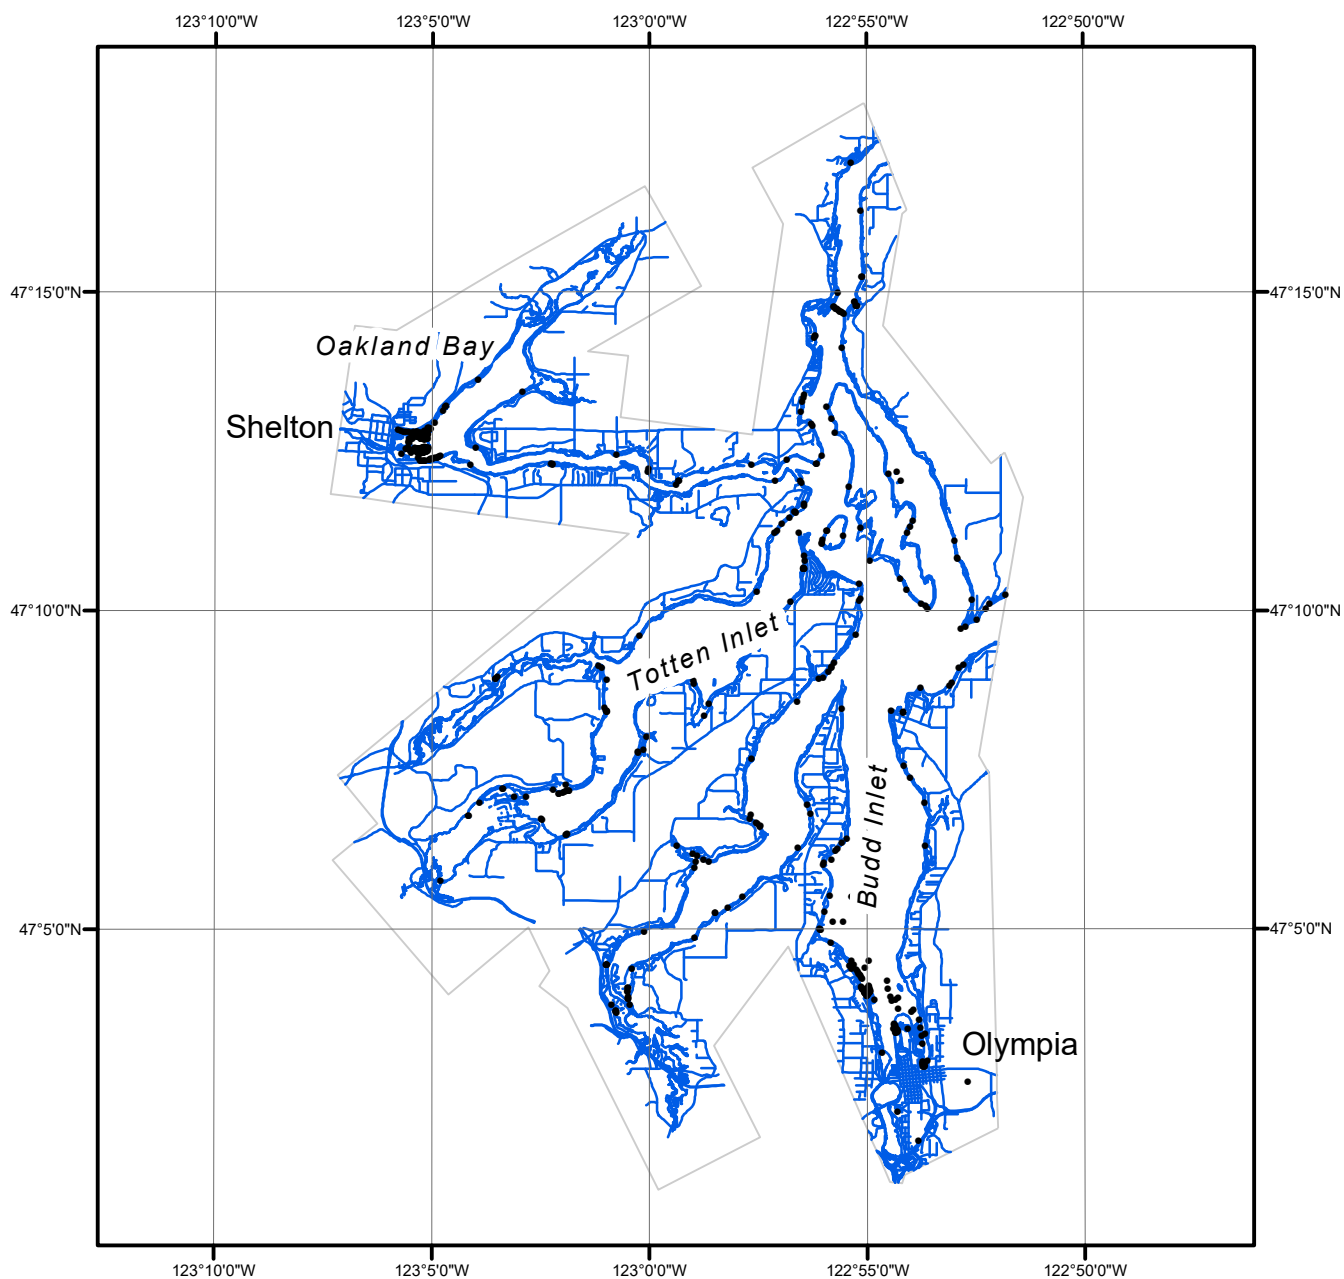 123°10'0"W 123°5'0"W 123°0'0"W 122°55'0"W 122°50'0"W
47°15'0"N 47°15'0"N
Oakland Bay
Shelton
47°10'0"N 47°10'0"N
Totten Inlet
Budd Inlet
47°5'0"N 47°5'0"N
Olympia
123°10'0"W 123°5'0"W 123°0'0"W 122°55'0"W 122°50'0"W